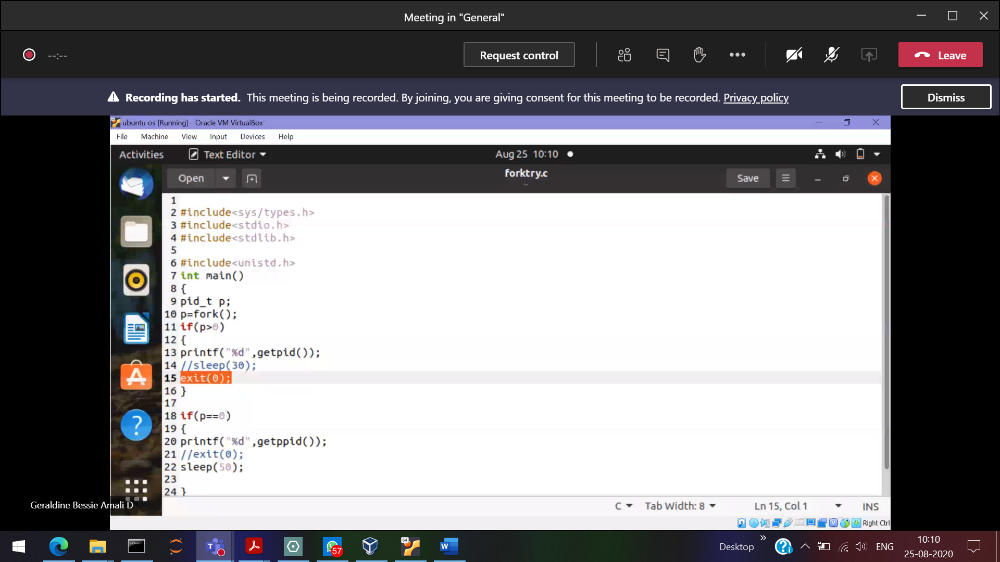 Meeting in "General"
--:--
Request control
Leave
Recording has started. This meeting is being recorded. By joining, you are giving consent for this meeting to be recorded. Privacy policy
Dismiss
ubuntu os [Running] - Oracle VM VirtualBox
File Machine View Input Devices Help
Activities Text Editor Aug 25 10:10
Open forktry.c Save
~
1
2 #include<sys/types.h>
3 #include<stdio.h>
4 #include<stdlib.h>
5
6 #include<unistd.h>
7 int main()
8 {
9 pid_t p;
10 p=fork();
11 if(p>0)
12 {
13 printf("%d",getpid());
14 //sleep(30);
15 exit(0);
16 }
17
18 if(p==0)
19 {
20 printf("%d",getppid());
21 //exit(0);
22 sleep(50);
23
24 }
Geraldine Bessie Amali D
C Tab Width: 8 Ln 15, Col 1 INS
Right Ctrl
57
64
Desktop
ENG
10:10
25-08-2020